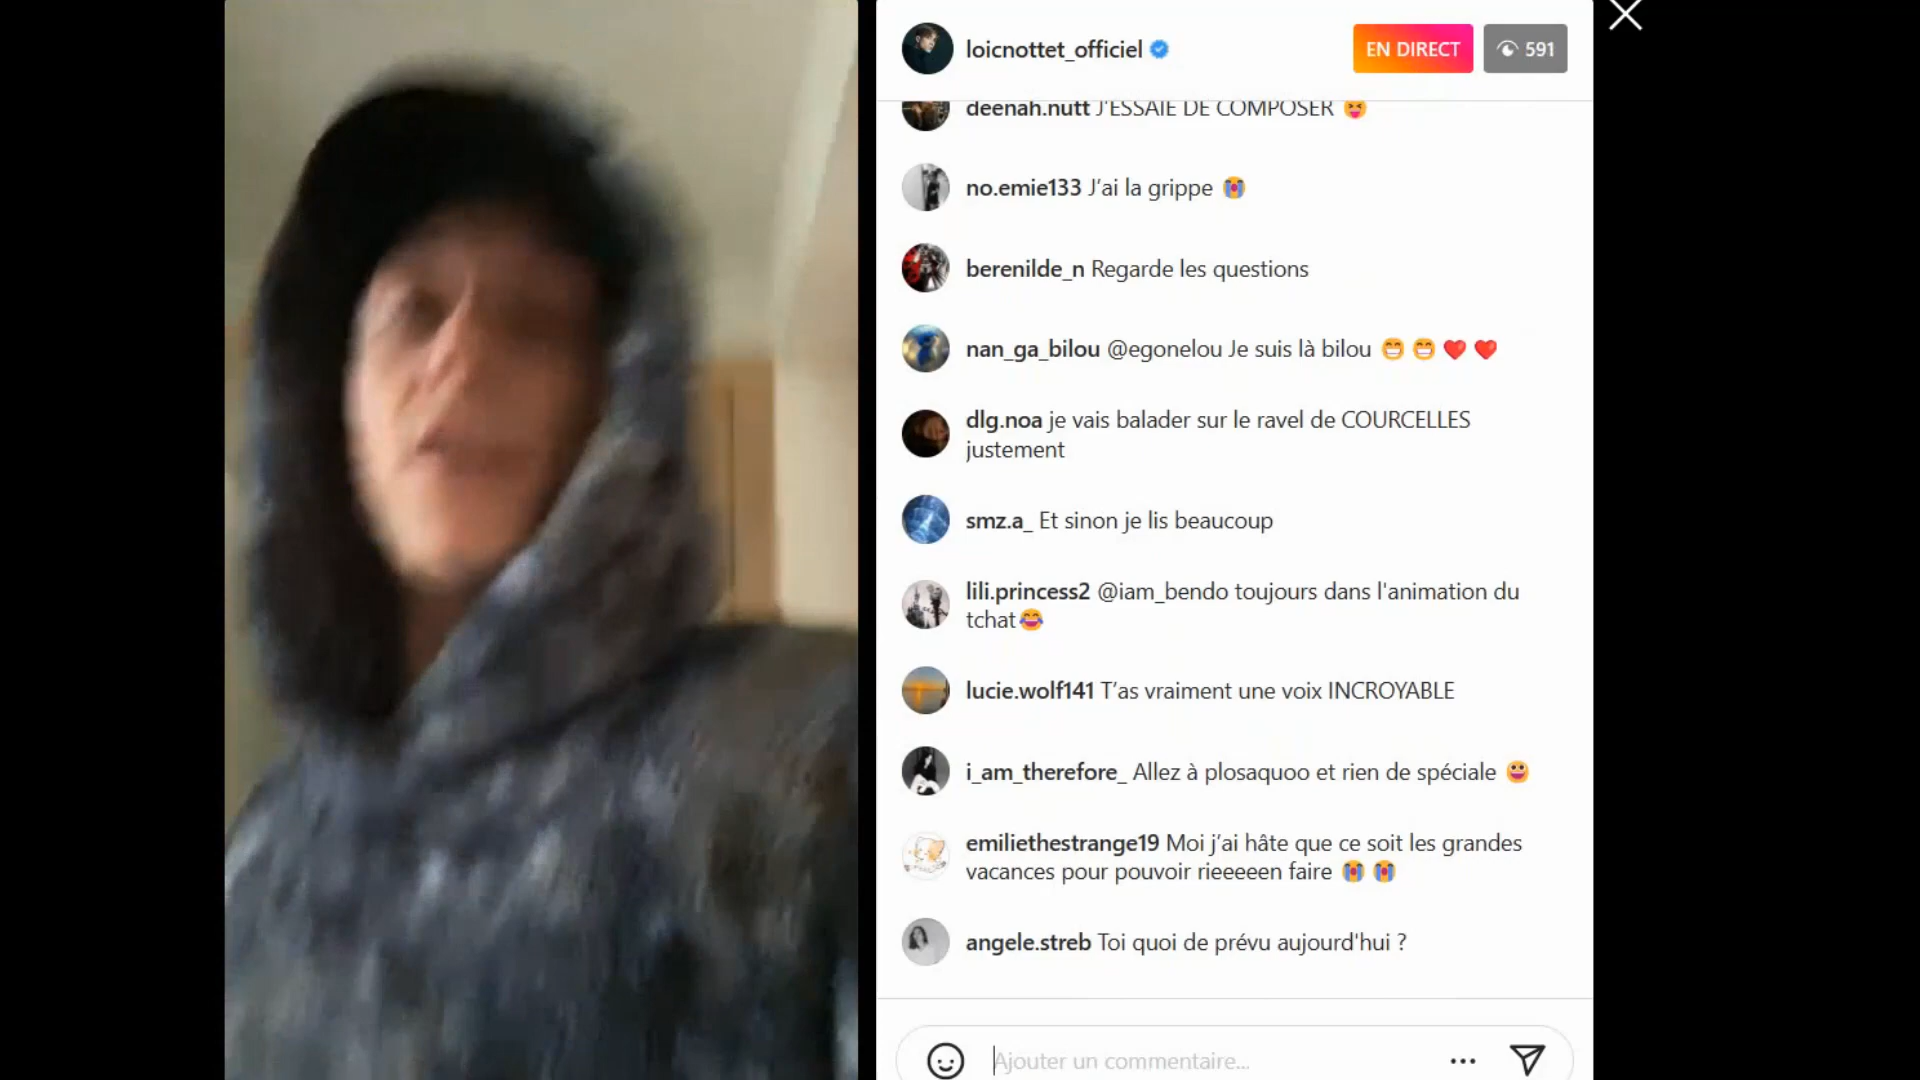 loicnottet_officiel
EN DIRECT
591
deenah.nutt J'ESSAIE DE COMPOSER 😝
no.emie133 J'ai la grippe 😭
berenilde_n Regarde les questions
nan_ga_bilou @egonelou Je suis là bilou 😁 😁 ❤️ ❤️
dlg.noa je vais balader sur le ravel de COURCELLES
justement
smz.a_ Et sinon je lis beaucoup
lili.princess2 @iam_bendo toujours dans l'animation du
tchat😂
lucie.wolf141 T'as vraiment une voix INCROYABLE
i_am_therefore_ Allez à plosaquoo et rien de spéciale 😀
emiliethestrange19 Moi j'ai hâte que ce soit les grandes
vacances pour pouvoir rieeeeen faire 😭 😭
angele.streb Toi quoi de prévu aujourd'hui ?
Ajouter un commentaire...